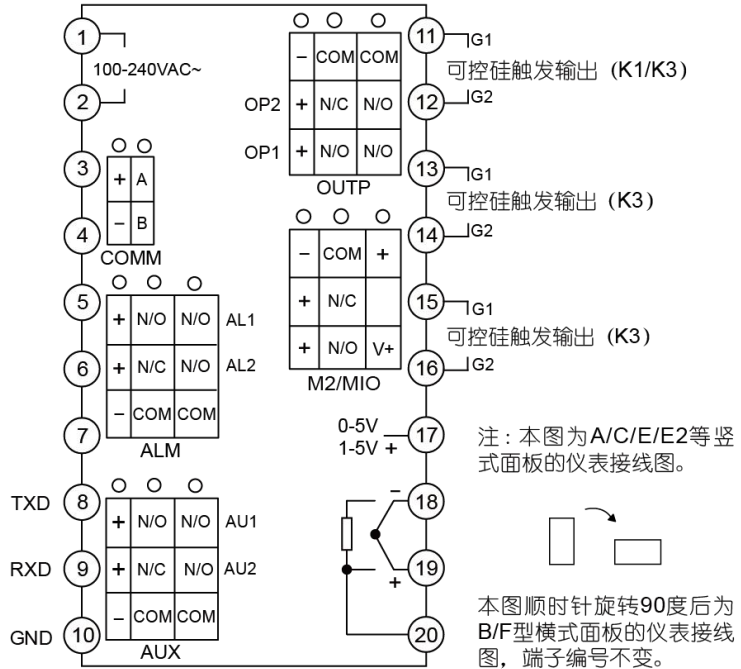 1
100-240VAC~
2
3
+ A
- B
4
COMM
5
+ N/O N/O AL1
6
+ N/C N/O AL2
- COM COM
7
ALM
TXD 8
+ N/O N/O AU1
RXD 9
+ N/C N/O AU2
GND 10
- COM COM
AUX
- COM COM
OP2 + N/C N/O
OP1 + N/O N/O
OUTP
- COM +
+ N/C
+ N/O V+
M2/MIO
11 G1
可控硅触发输出（K1/K3）
12 G2
13 G1
可控硅触发输出（K3）
14 G2
15 G1
可控硅触发输出（K3）
16 G2
0-5V
1-5V + 17
- 18
+ 19
20
注：本图为A/C/E/E2等竖
式面板的仪表接线图。
本图顺时针旋转90度后为
B/F型横式面板的仪表接线
图，端子编号不变。